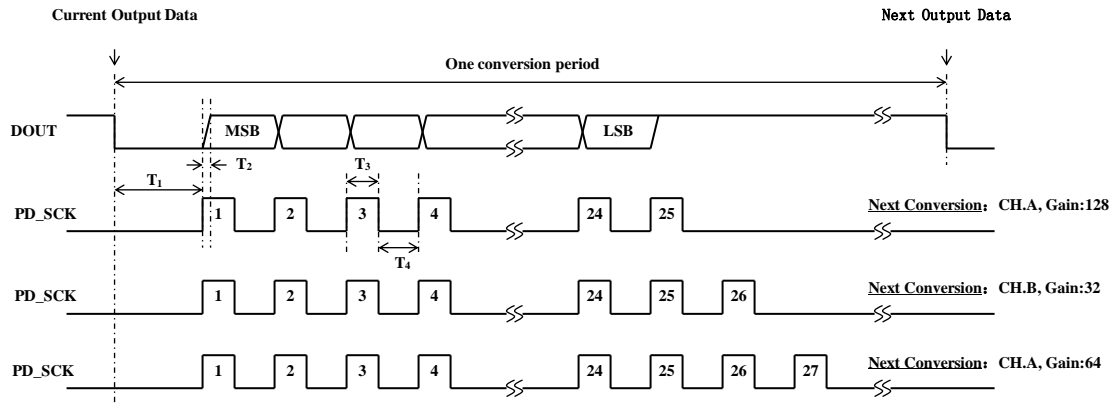 Current Output Data
Next Output Data
One conversion period
DOUT
MSB
LSB
T2
T3
T1
PD_SCK
1 2 3 4 24 25
Next Conversion：CH.A, Gain:128
T4
PD_SCK
1 2 3 4 24 25 26
Next Conversion：CH.B, Gain:32
PD_SCK
1 2 3 4 24 25 26 27
Next Conversion：CH.A, Gain:64